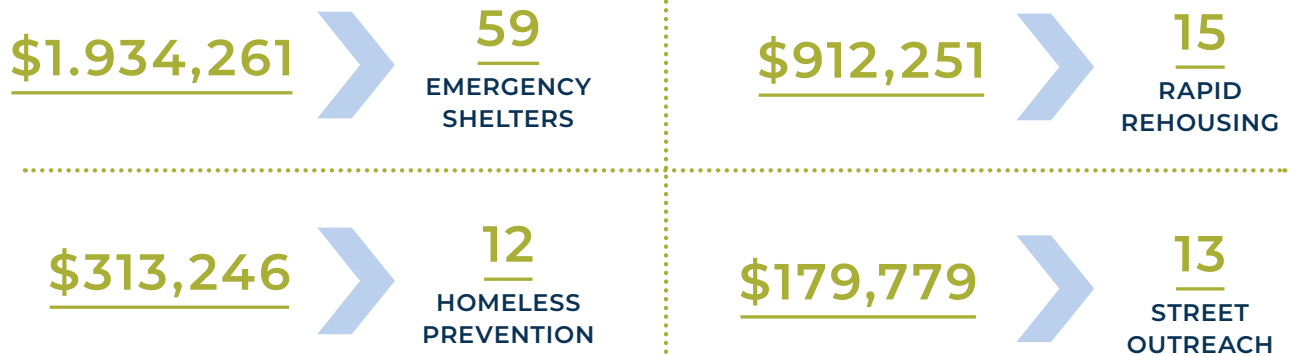 $1.934,261
59
EMERGENCY
SHELTERS
$912,251
15
RAPID
REHOUSING
$313,246
12
HOMELESS
PREVENTION
$179,779
13
STREET
OUTREACH